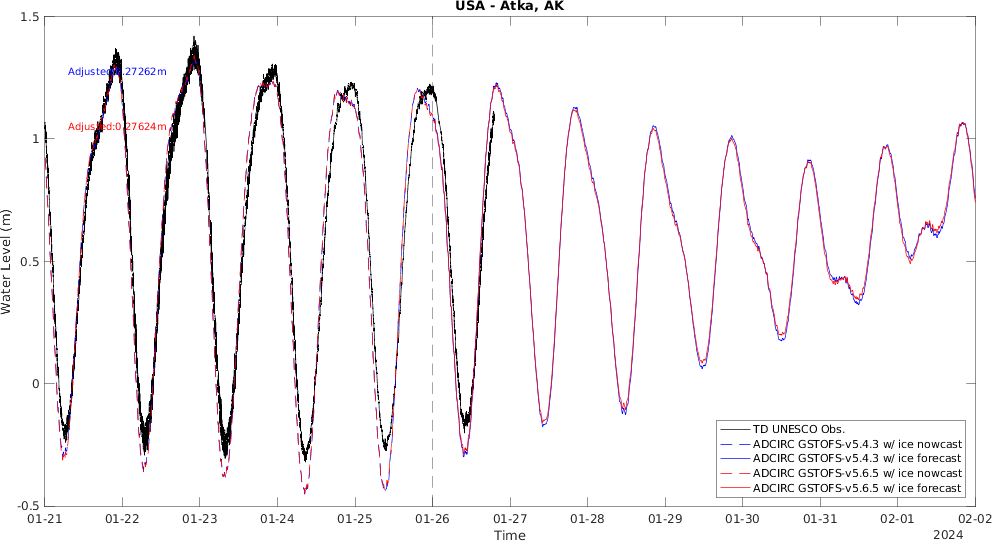 USA - Atka, AK
1.5
1
0.5
0
-0.5
Water Level (m)
Adjusted:0.27262m
Adjusted:0.27624m
TD UNESCO Obs.
ADCIRC GSTOFS-v5.4.3 w/ ice nowcast
ADCIRC GSTOFS-v5.4.3 w/ ice forecast
ADCIRC GSTOFS-v5.6.5 w/ ice nowcast
ADCIRC GSTOFS-v5.6.5 w/ ice forecast
01-21 01-22 01-23 01-24 01-25 01-26 01-27 01-28 01-29 01-30 01-31 02-01 02-02
Time
2024